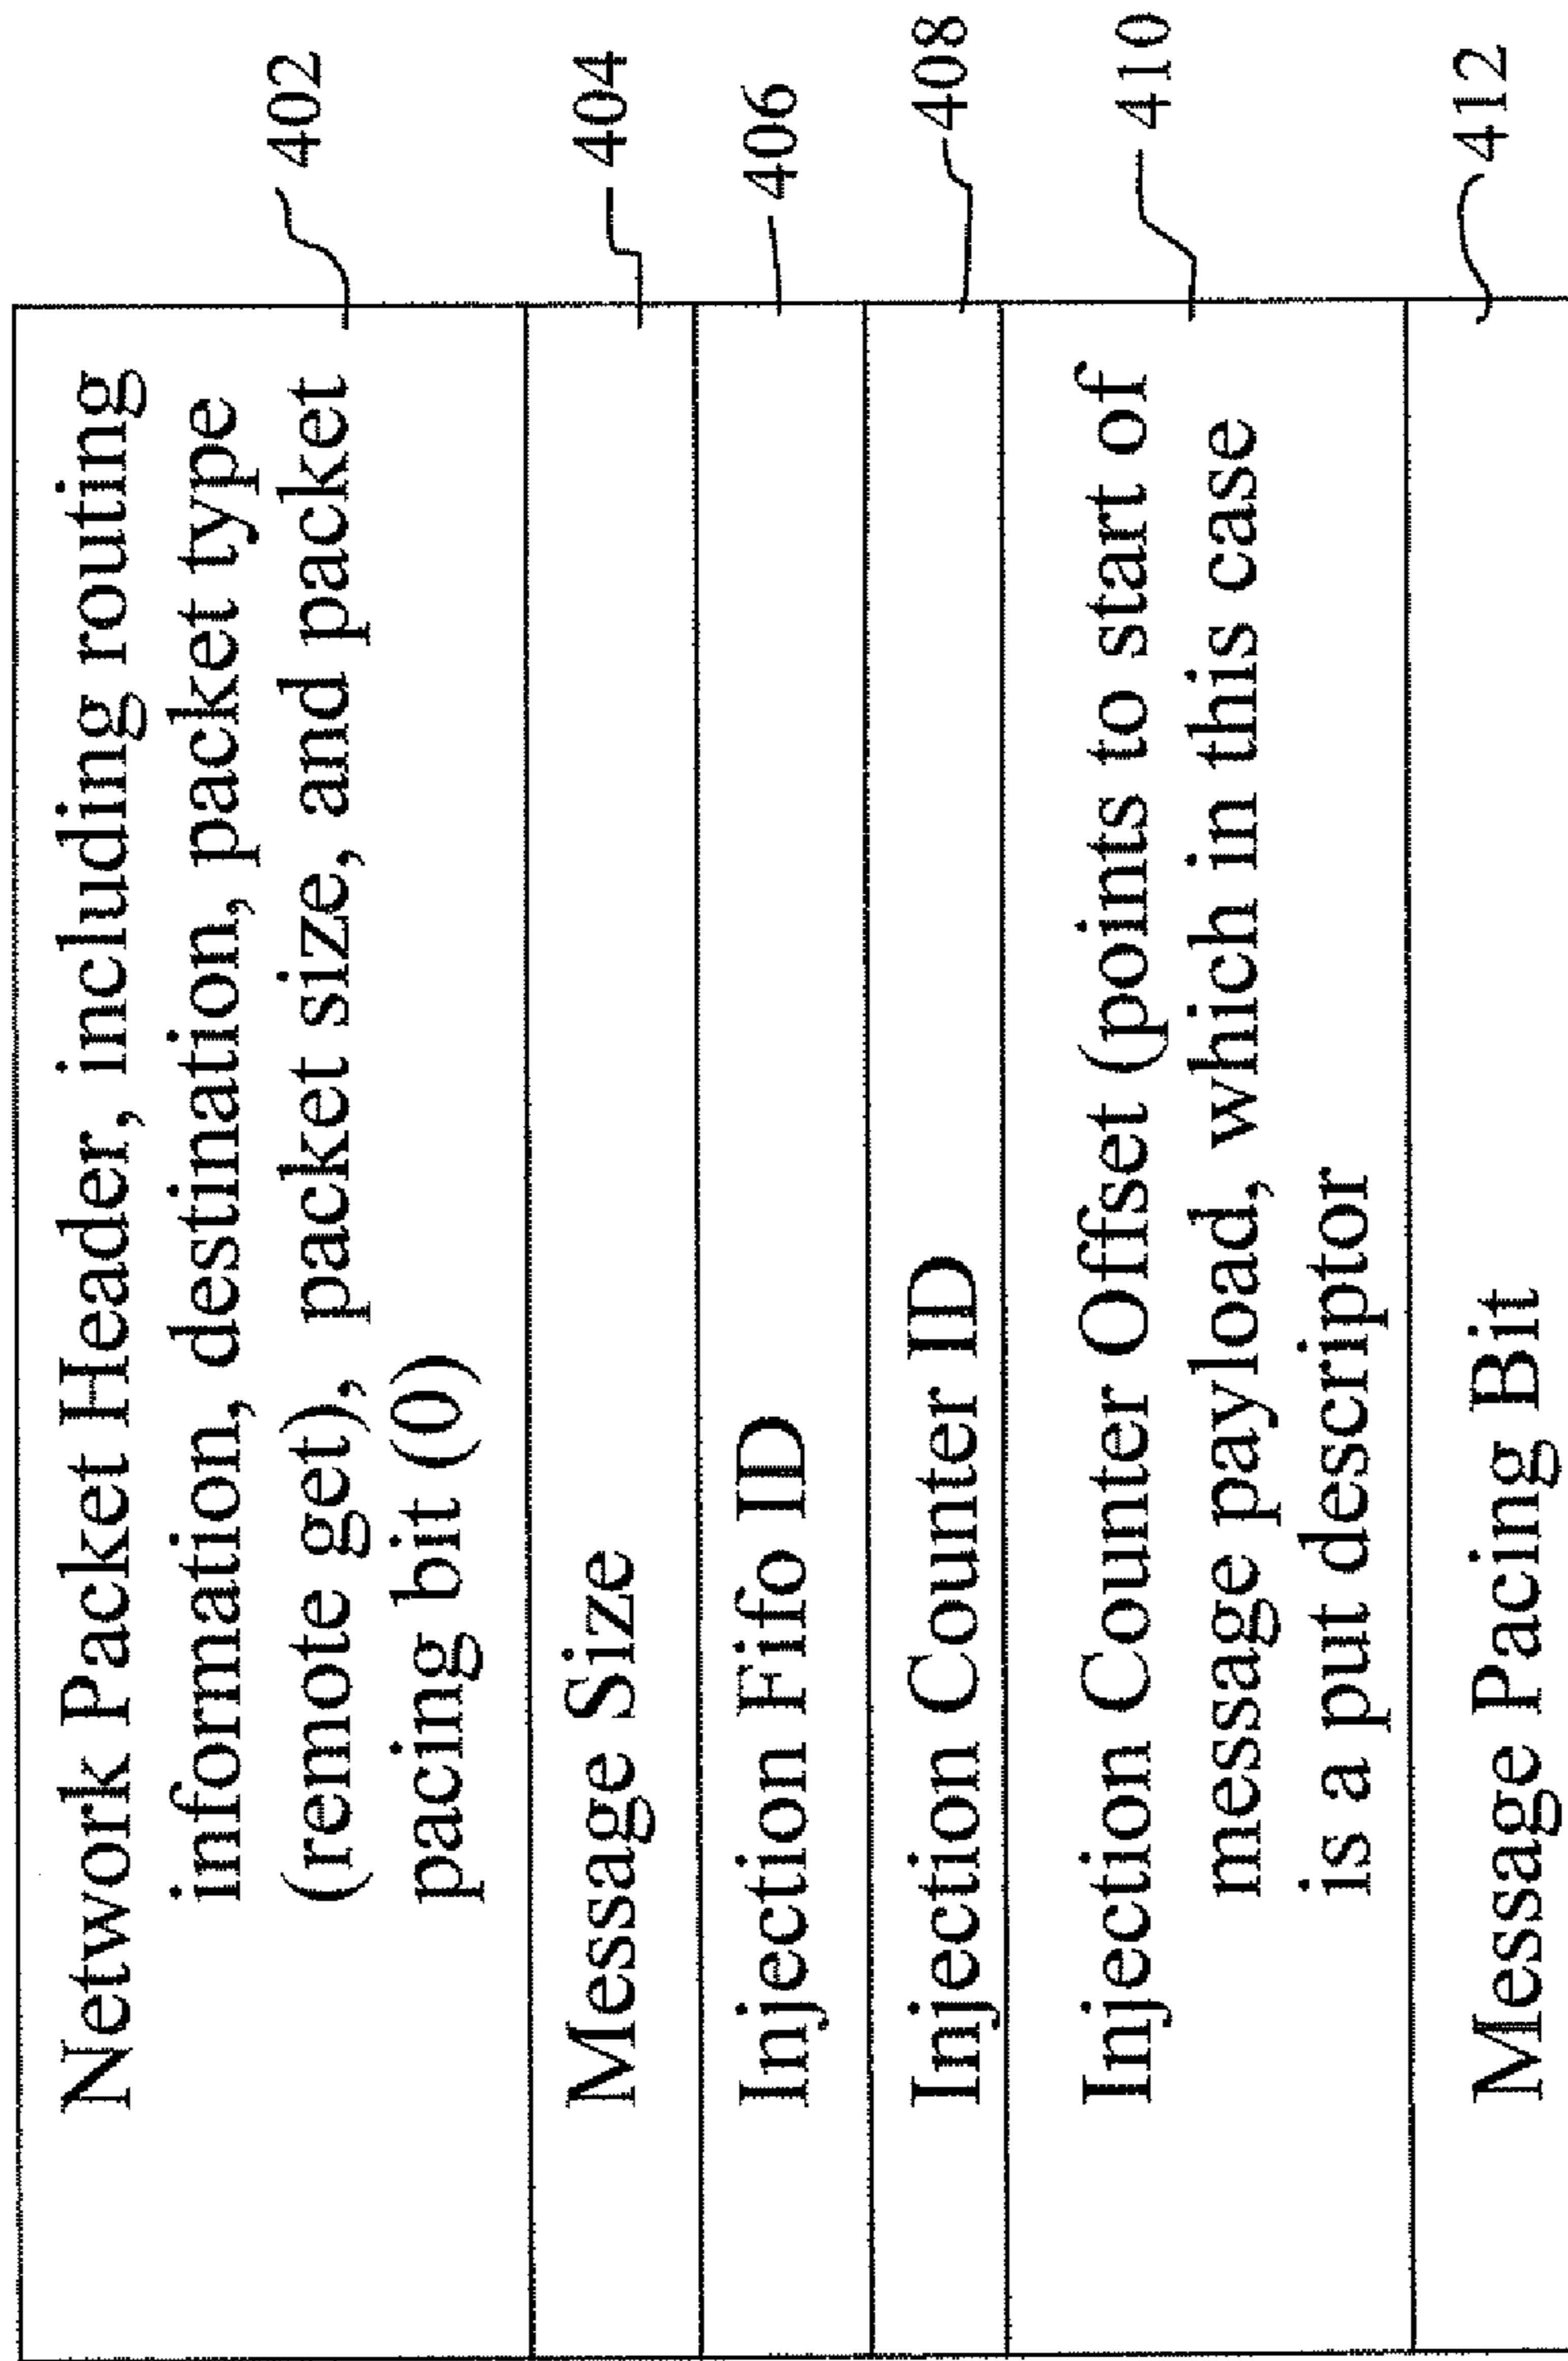 Network Packet Header, including routing
information, destination, packet type
(remote get), packet size, and packet
pacing bit (0)
402
Message Size
404
Injection Fifo ID
406
Injection Counter ID
408
Injection Counter Offset (points to start of
message payload, which in this case
is a put descriptor
410
Message Pacing Bit
412